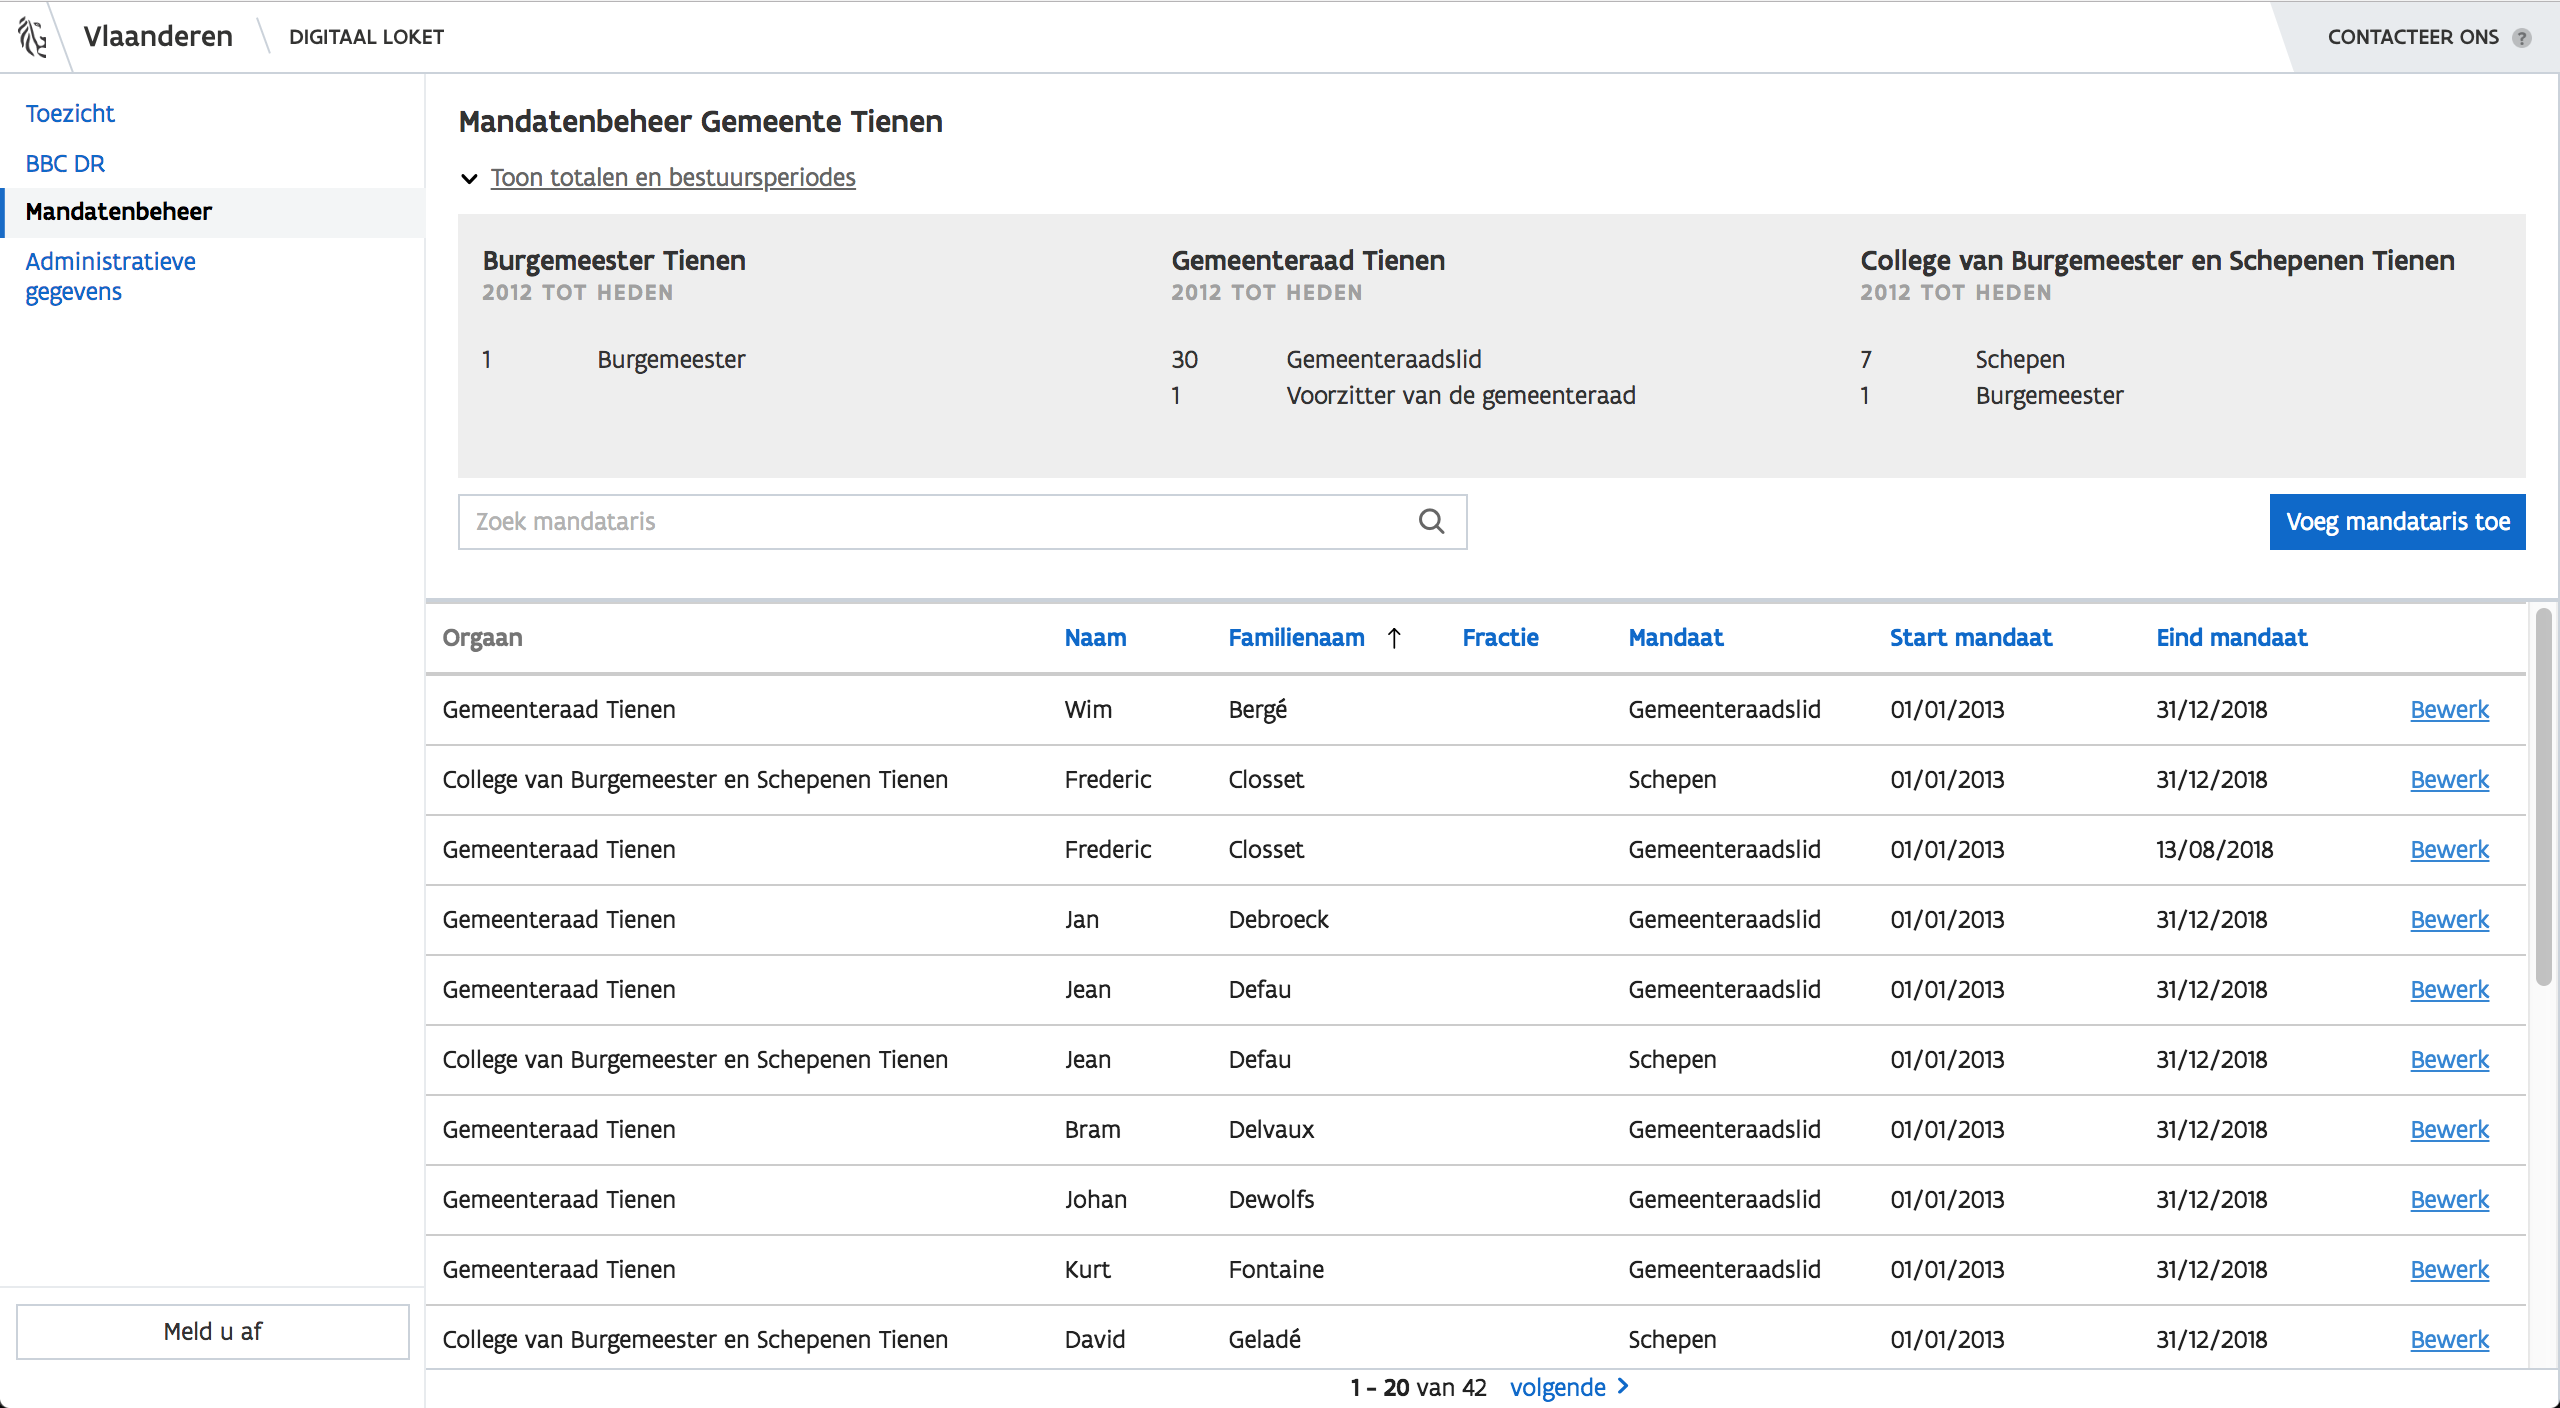 Vlaanderen DIGITAAL LOKET CONTACTEER ONS ?
Toezicht
BBC DR
Mandatenbeheer
Administratieve
gegevens
Meld u af
Mandatenbeheer Gemeente Tienen
Toon totalen en bestuursperiodes
Burgemeester Tienen
2012 TOT HEDEN
1 Burgemeester
Gemeenteraad Tienen
2012 TOT HEDEN
30 Gemeenteraadslid
1 Voorzitter van de gemeenteraad
College van Burgemeester en Schepenen Tienen
2012 TOT HEDEN
7 Schepen
1 Burgemeester
Zoek mandataris
Voeg mandataris toe
Orgaan Naam Familienaam ↑ Fractie Mandaat Start mandaat Eind mandaat
Gemeenteraad Tienen Wim Bergé Gemeenteraadslid 01/01/2013 31/12/2018 Bewerk
College van Burgemeester en Schepenen Tienen Frederic Closset Schepen 01/01/2013 31/12/2018 Bewerk
Gemeenteraad Tienen Frederic Closset Gemeenteraadslid 01/01/2013 13/08/2018 Bewerk
Gemeenteraad Tienen Jan Debroeck Gemeenteraadslid 01/01/2013 31/12/2018 Bewerk
Gemeenteraad Tienen Jean Defau Gemeenteraadslid 01/01/2013 31/12/2018 Bewerk
College van Burgemeester en Schepenen Tienen Jean Defau Schepen 01/01/2013 31/12/2018 Bewerk
Gemeenteraad Tienen Bram Delvaux Gemeenteraadslid 01/01/2013 31/12/2018 Bewerk
Gemeenteraad Tienen Johan Dewolfs Gemeenteraadslid 01/01/2013 31/12/2018 Bewerk
Gemeenteraad Tienen Kurt Fontaine Gemeenteraadslid 01/01/2013 31/12/2018 Bewerk
College van Burgemeester en Schepenen Tienen David Geladé Schepen 01/01/2013 31/12/2018 Bewerk
1 - 20 van 42 volgende >